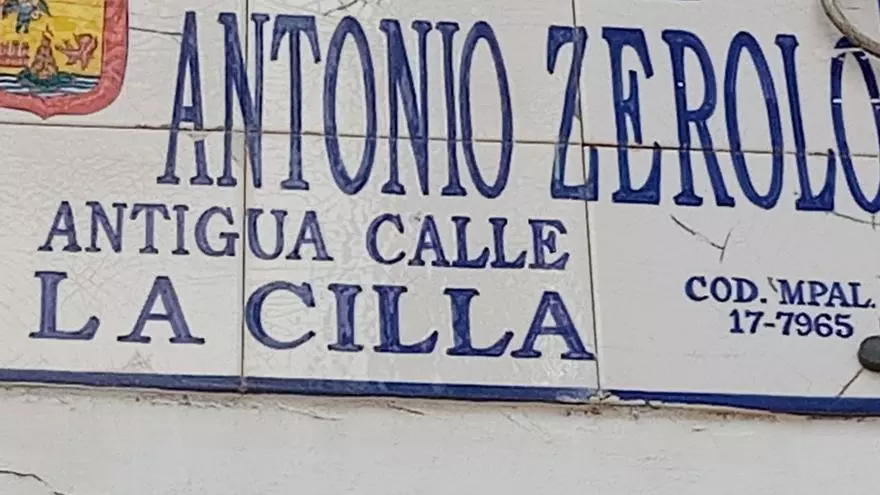 ANTONIO ZEROLO
ANTIGUA CALLE
LA CILLA
COD. MPAL.
17-7965